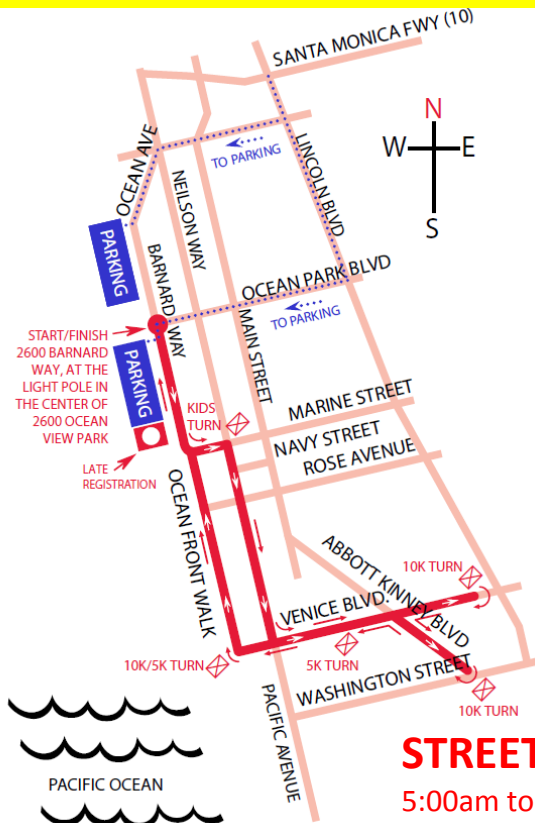 SANTA MONICA FWY (10)
N
W
E
S
OCEAN AVE
TO PARKING
LINCOLN BLVD
NEILSON WAY
PARKING
BARNARD WAY
OCEAN PARK BLVD
TO PARKING
MAIN STREET
START/FINISH
2600 BARNARD
WAY, AT THE
LIGHT POLE IN
THE CENTER OF
2600 OCEAN
VIEW PARK
PARKING
KIDS
TURN
MARINE STREET
NAVY STREET
ROSE AVENUE
LATE
REGISTRATION
OCEAN FRONT WALK
ABBOTT KINNEY BLVD
10K TURN
VENICE BLVD.
10K/5K TURN
5K TURN
WASHINGTON STREET
10K TURN
PACIFIC AVENUE
PACIFIC OCEAN
STREET
5:00am to